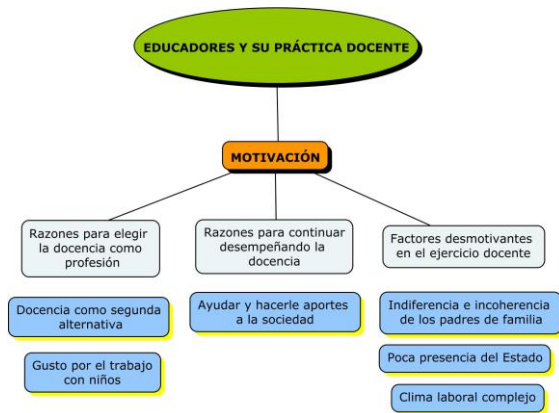 EDUCADORES Y SU PRÁCTICA DOCENTE
MOTIVACIÓN
Razones para elegir
la docencia como
profesión
Docencia como segunda
alternativa
Gusto por el trabajo
con niños
Razones para continuar
desempeñando la
docencia
Ayudar y hacerle aportes
a la sociedad
Factores desmotivantes
en el ejercicio docente
Indiferencia e incoherencia
de los padres de familia
Poca presencia del Estado
Clima laboral complejo